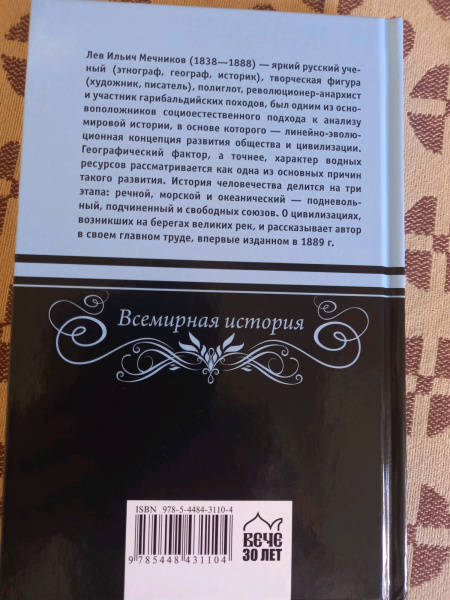 Лев Ильич Мечников (1838—1888) — яркий русский уче-
ный (этнограф, географ, историк), творческая фигура
(художник, писатель), полиглот, революционер-анархист
и участник гарибальдийских походов, был одним из осно-
воположников социоестественного подхода к анализу
мировой истории, в основе которого — линейно-эволю-
ционная концепция развития общества и цивилизации.
Географический фактор, а точнее, характер водных
ресурсов рассматривается как одна из основных причин
такого развития. История человечества делится на три
этапа: речной, морской и океанический — подневоль-
ный, подчиненный и свободных союзов. О цивилизациях,
возникших на берегах великих рек, и рассказывает автор
в своем главном труде, впервые изданном в 1889 г.
Всемирная история
ISBN 978-5-4484-3110-4
9 785448 431104
ВЕЧЕ
30 ЛЕТ